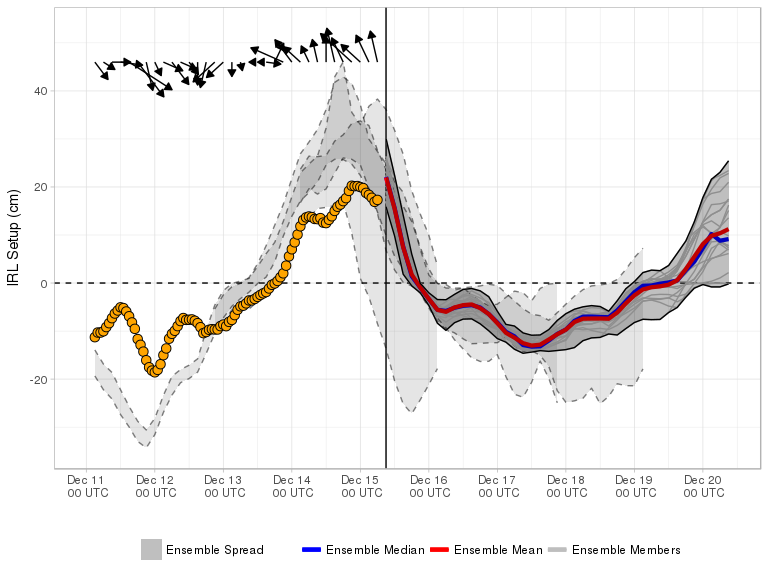 IRL Setup (cm)
40
20
0
-20
Dec 11 Dec 12 Dec 13 Dec 14 Dec 15 Dec 16 Dec 17 Dec 18 Dec 19 Dec 20
00 UTC 00 UTC 00 UTC 00 UTC 00 UTC 00 UTC 00 UTC 00 UTC 00 UTC 00 UTC
Ensemble Spread Ensemble Median Ensemble Mean Ensemble Members